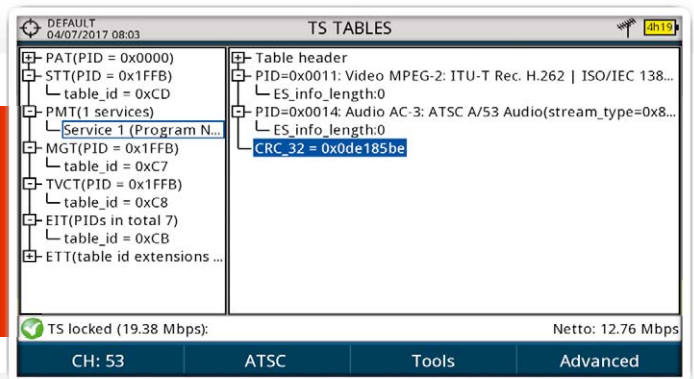 DEFAULT
04/07/2017 08:03
TS TABLES
4h19
PAT(PID = 0x0000)
STT(PID = 0x1FFB)
table_id = 0xCD
PMT(1 services)
Service 1 (Program N...
MGT(PID = 0x1FFB)
table_id = 0xC7
TVCT(PID = 0x1FFB)
table_id = 0xC8
EIT(PIDs in total 7)
table_id = 0xCB
ETT(table id extensions ...
Table header
PID=0x0011: Video MPEG-2: ITU-T Rec. H.262 | ISO/IEC 138...
ES_info_length:0
PID=0x0014: Audio AC-3: ATSC A/53 Audio(stream_type=0x8...
ES_info_length:0
CRC_32 = 0x0de185be
TS locked (19.38 Mbps):
Netto: 12.76 Mbps
CH: 53
ATSC
Tools
Advanced